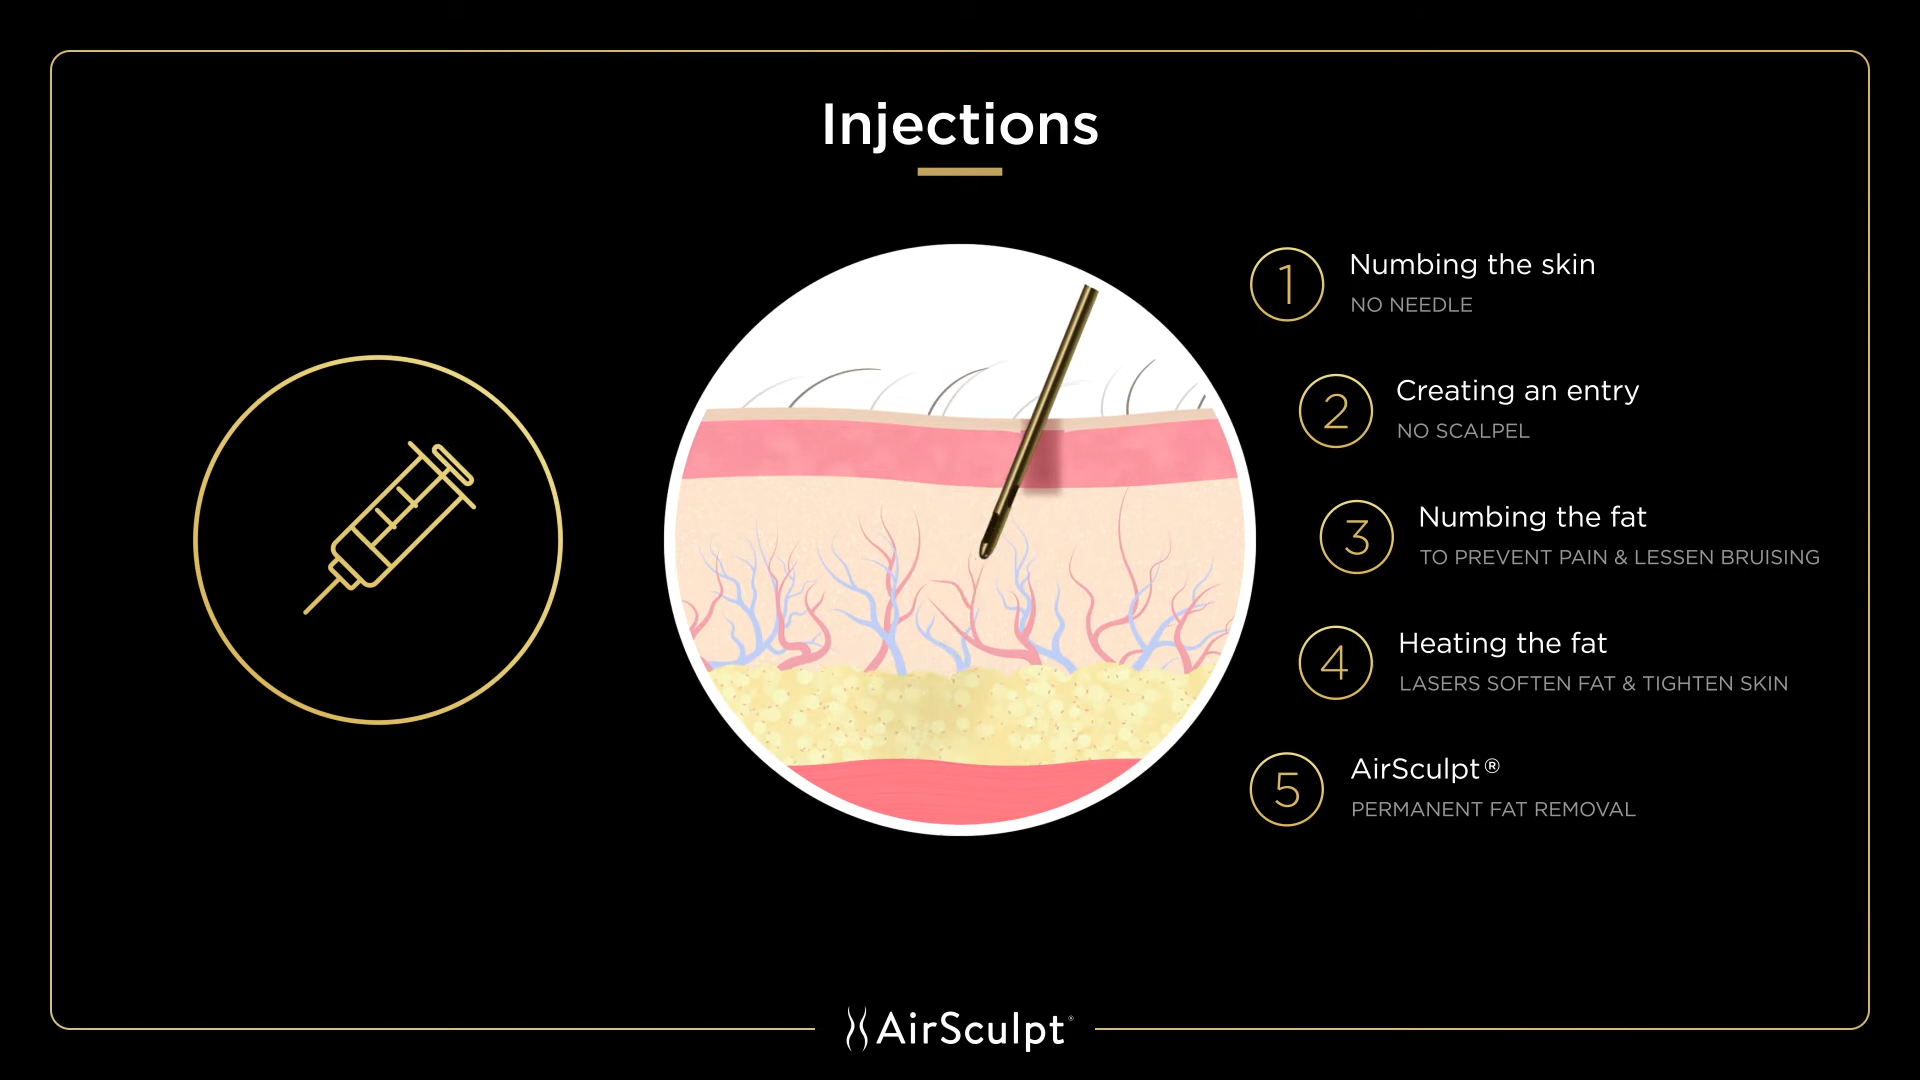 Injections
1
Numbing the skin
NO NEEDLE
2
Creating an entry
NO SCALPEL
3
Numbing the fat
TO PREVENT PAIN & LESSEN BRUISING
4
Heating the fat
LASERS SOFTEN FAT & TIGHTEN SKIN
5
AirSculpt®
PERMANENT FAT REMOVAL
AirSculpt®